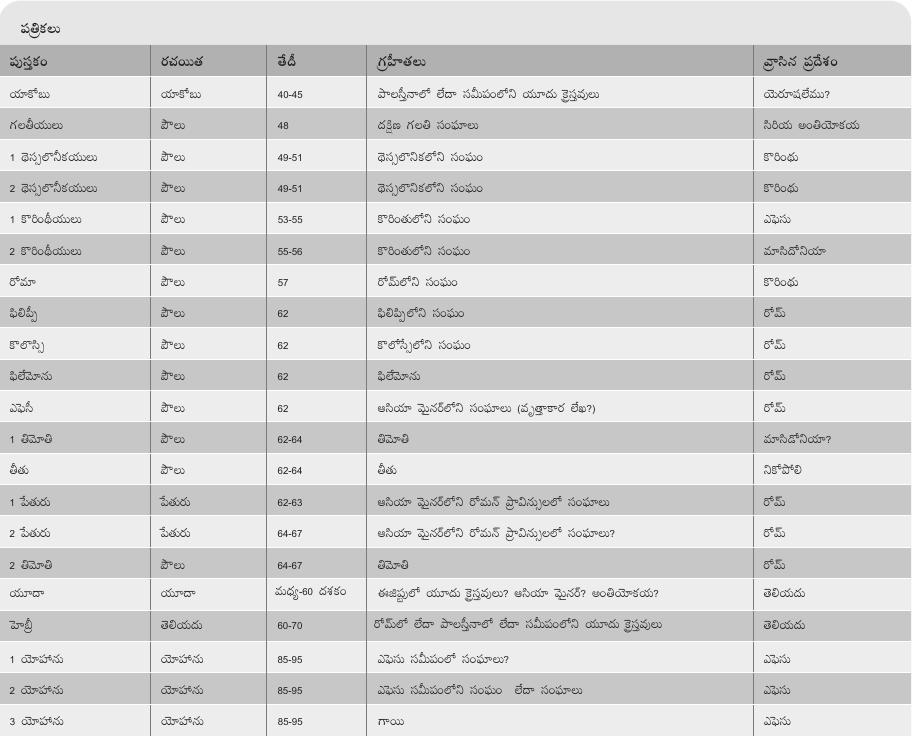 పత్రికలు
పుస్తకం రచయిత తేదీ గ్రహీతలు వ్రాసిన ప్రదేశం
యాకోబు యాకోబు 40-45 పాలస్తీనాలో లేదా సమీపంలోని యూదు క్రైస్తవులు యెరూషలేము?
గలతీయులు పౌలు 48 దక్షిణ గలతి సంఘాలు సిరియ అంతియోకయ
1 థెస్సలొనీకయులు పౌలు 49-51 థెస్సలొనికలోని సంఘం కొరింథు
2 థెస్సలొనీకయులు పౌలు 49-51 థెస్సలొనికలోని సంఘం కొరింథు
1 కొరింథీయులు పౌలు 53-55 కొరింతులోని సంఘం ఎఫెసు
2 కొరింథీయులు పౌలు 55-56 కొరింతులోని సంఘం మాసిదోనియా
రోమా పౌలు 57 రోమ్‌లోని సంఘం కొరింథు
ఫిలిప్పీ పౌలు 62 ఫిలిప్పిలోని సంఘం రోమ్
కొలొస్సి పౌలు 62 కొలోస్సేలోని సంఘం రోమ్
ఫిలేమోను పౌలు 62 ఫిలేమోను రోమ్
ఎఫెసీ పౌలు 62 ఆసియా మైనర్‌లోని సంఘాలు (వృత్తాకార లేఖ?) రోమ్
1 తిమోతి పౌలు 62-64 తిమోతి మాసిడోనియా?
తీతు పౌలు 62-64 తీతు నికోపోలి
1 పేతురు పేతురు 62-63 ఆసియా మైనర్‌లోని రోమన్ ప్రావిన్సులలో సంఘాలు రోమ్
2 పేతురు పేతురు 64-67 ఆసియా మైనర్‌లోని రోమన్ ప్రావిన్సులలో సంఘాలు? రోమ్
2 తిమోతి పౌలు 64-67 తిమోతి రోమ్
యూదా యూదా మధ్య-60 దశకం ఈజిప్టులో యూదు క్రైస్తవులు? ఆసియా మైనర్? అంతియోకయ? తెలియదు
హెబ్రీ తెలియదు 60-70 రోమ్‌లో లేదా పాలస్తీనాలో లేదా సమీపంలోని యూదు క్రైస్తవులు తెలియదు
1 యోహాను యోహాను 85-95 ఎఫెసు సమీపంలో సంఘాలు? ఎఫెసు
2 యోహాను యోహాను 85-95 ఎఫెసు సమీపంలోని సంఘం లేదా సంఘాలు ఎఫెసు
3 యోహాను యోహాను 85-95 గాయి ఎఫెసు